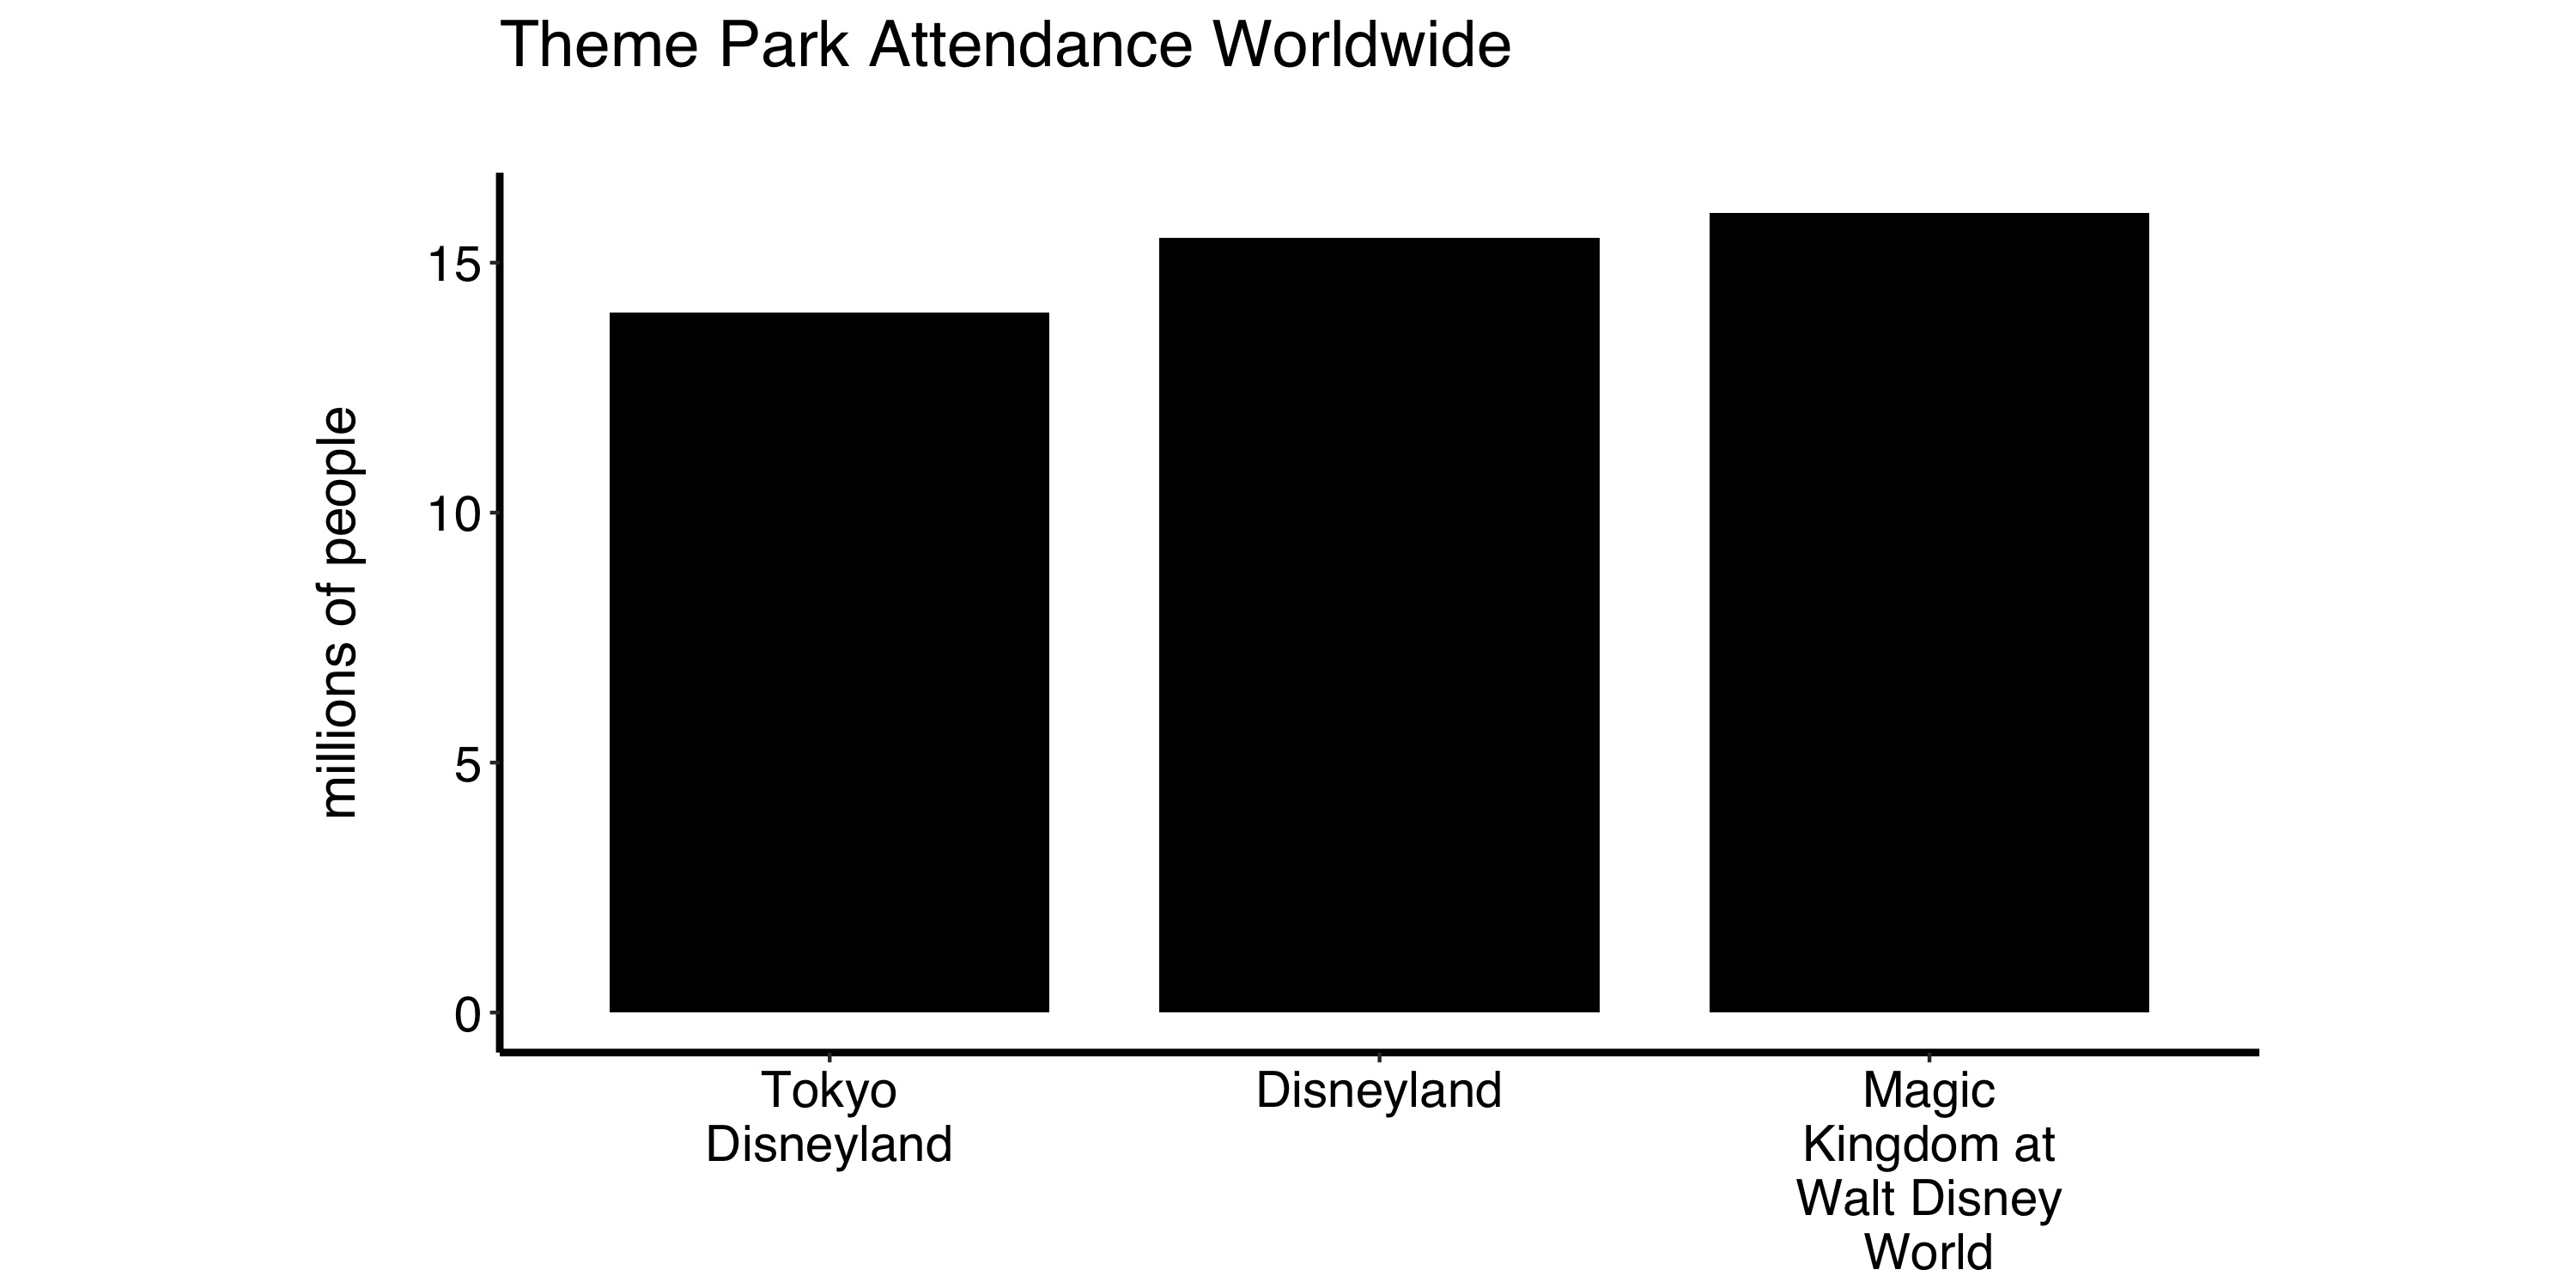 Theme Park Attendance Worldwide
millions of people
15
10
5
0
Tokyo
Disneyland
Disneyland
Magic
Kingdom at
Walt Disney
World